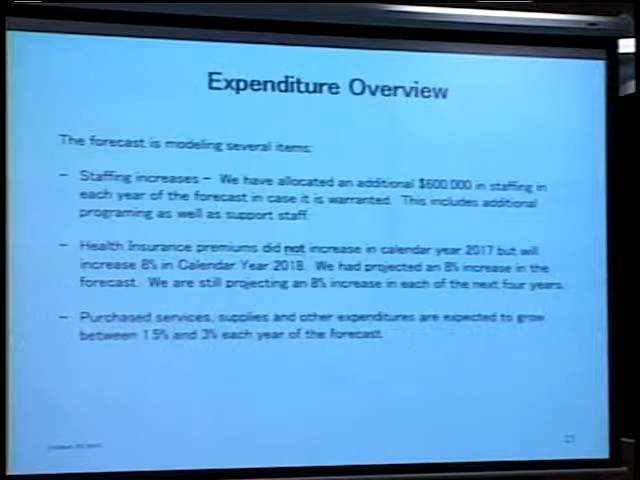 Expenditure Overview
The forecast is modeling several items:
– Staffing increases – We have allocated an additional $600,000 in staffing in
each year of the forecast in case it is warranted. This includes additional
programing as well as support staff.
– Health Insurance premiums did not increase in calendar year 2017 but will
increase 8% in Calendar Year 2018. We had projected an 8% increase in the
forecast. We are still projecting an 8% increase in each of the next four years.
– Purchased services, supplies and other expenditures are expected to grow
between 1.5% and 3% each year of the forecast.